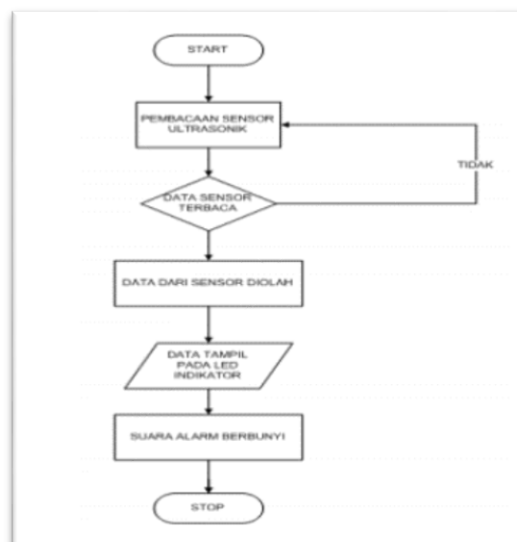 START
PEMBACAAN SENSOR
ULTRASONIK
TIDAK
DATA SENSOR
TERBACA
DATA DARI SENSOR DIOLAH
DATA TAMPIL
PADA LED
INDIKATOR
SUARA ALARM BERBUNYI
STOP